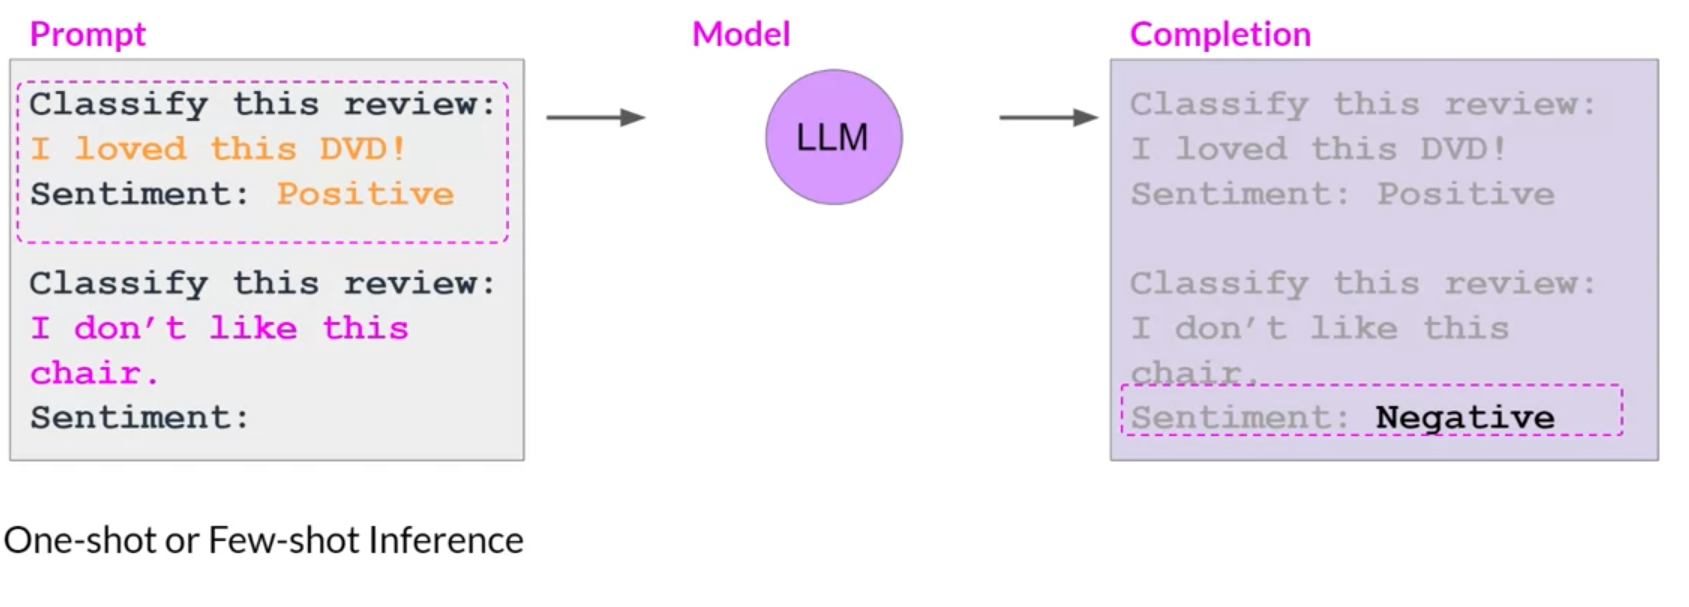 Prompt
Classify this review:
I loved this DVD!
Sentiment: Positive
Classify this review:
I don’t like this
chair.
Sentiment:
Model
LLM
Completion
Classify this review:
I loved this DVD!
Sentiment: Positive
Classify this review:
I don’t like this
chair.
Sentiment: Negative
One-shot or Few-shot Inference